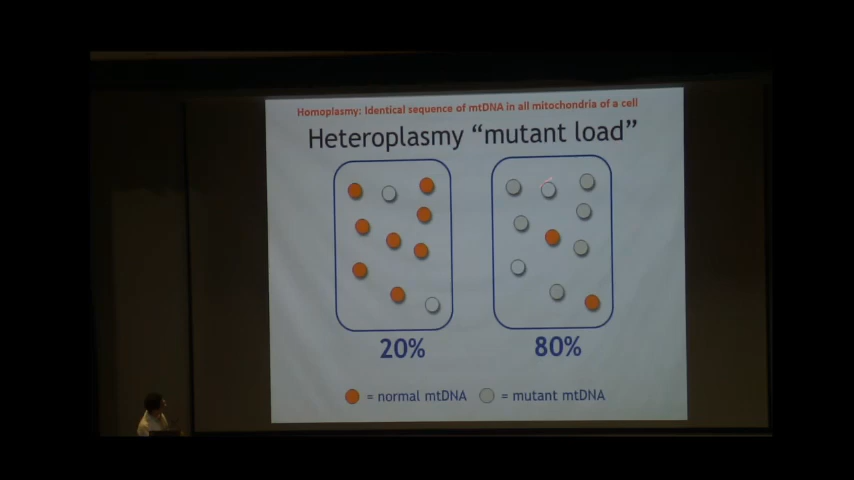 Homoplasmy: Identical sequence of mtDNA in all mitochondria of a cell
Heteroplasmy “mutant load”
20%
80%
= normal mtDNA
= mutant mtDNA